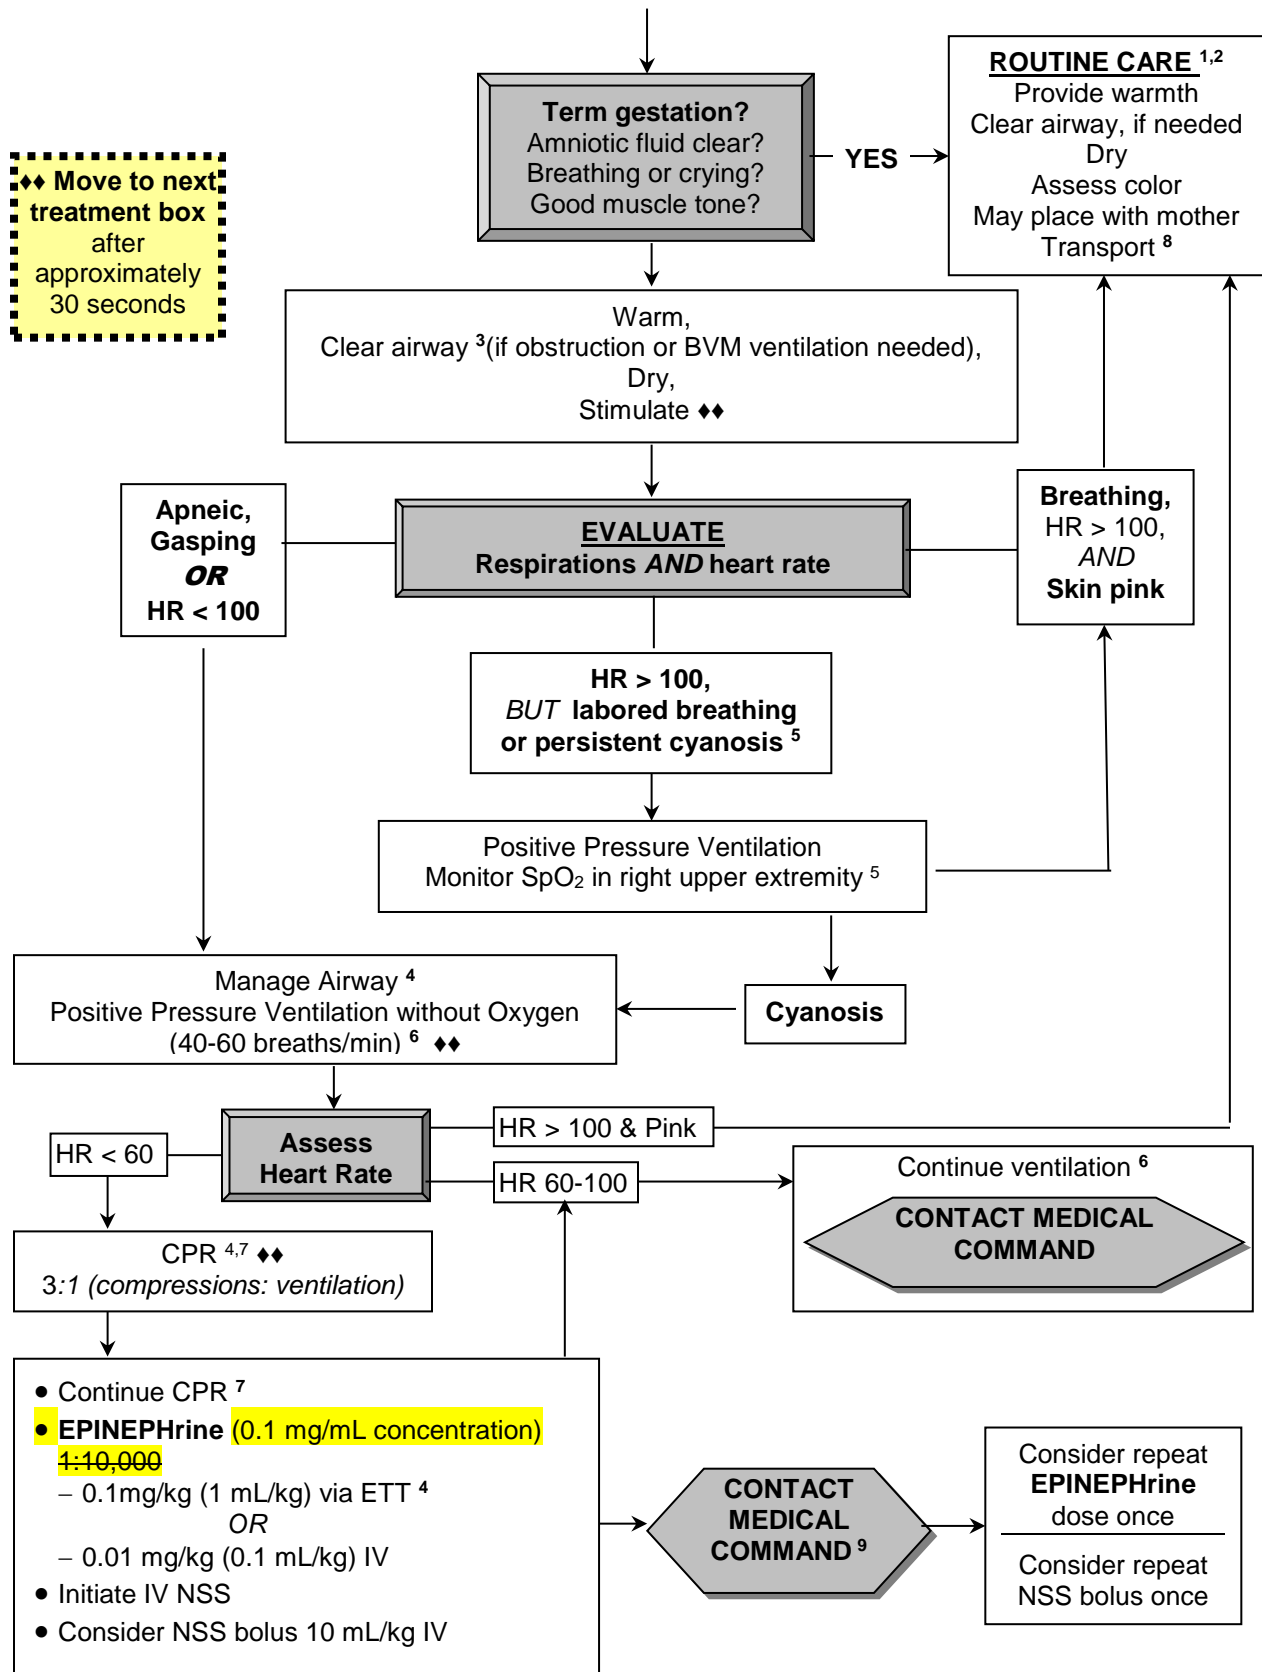 Term gestation?
Amniotic fluid clear?
Breathing or crying?
Good muscle tone?
YES
ROUTINE CARE 1,2
Provide warmth
Clear airway, if needed
Dry
Assess color
May place with mother
Transport 8
♦♦ Move to next
treatment box
after
approximately
30 seconds
Warm,
Clear airway 3(if obstruction or BVM ventilation needed),
Dry,
Stimulate ♦♦
Apneic,
Gasping
OR
HR < 100
EVALUATE
Respirations AND heart rate
Breathing,
HR > 100,
AND
Skin pink
HR > 100,
BUT labored breathing
or persistent cyanosis 5
Positive Pressure Ventilation
Monitor SpO2 in right upper extremity 5
Manage Airway 4
Positive Pressure Ventilation without Oxygen
(40-60 breaths/min) 6 ♦♦
Cyanosis
Assess
Heart Rate
HR > 100 & Pink
HR < 60
HR 60-100
Continue ventilation 6
CONTACT MEDICAL
COMMAND
CPR 4,7 ♦♦
3:1 (compressions: ventilation)
• Continue CPR 7
• EPINEPHrine (0.1 mg/mL concentration)
1:10,000
– 0.1mg/kg (1 mL/kg) via ETT 4
OR
– 0.01 mg/kg (0.1 mL/kg) IV
• Initiate IV NSS
• Consider NSS bolus 10 mL/kg IV
CONTACT
MEDICAL
COMMAND 9
Consider repeat
EPINEPHrine
dose once
Consider repeat
NSS bolus once